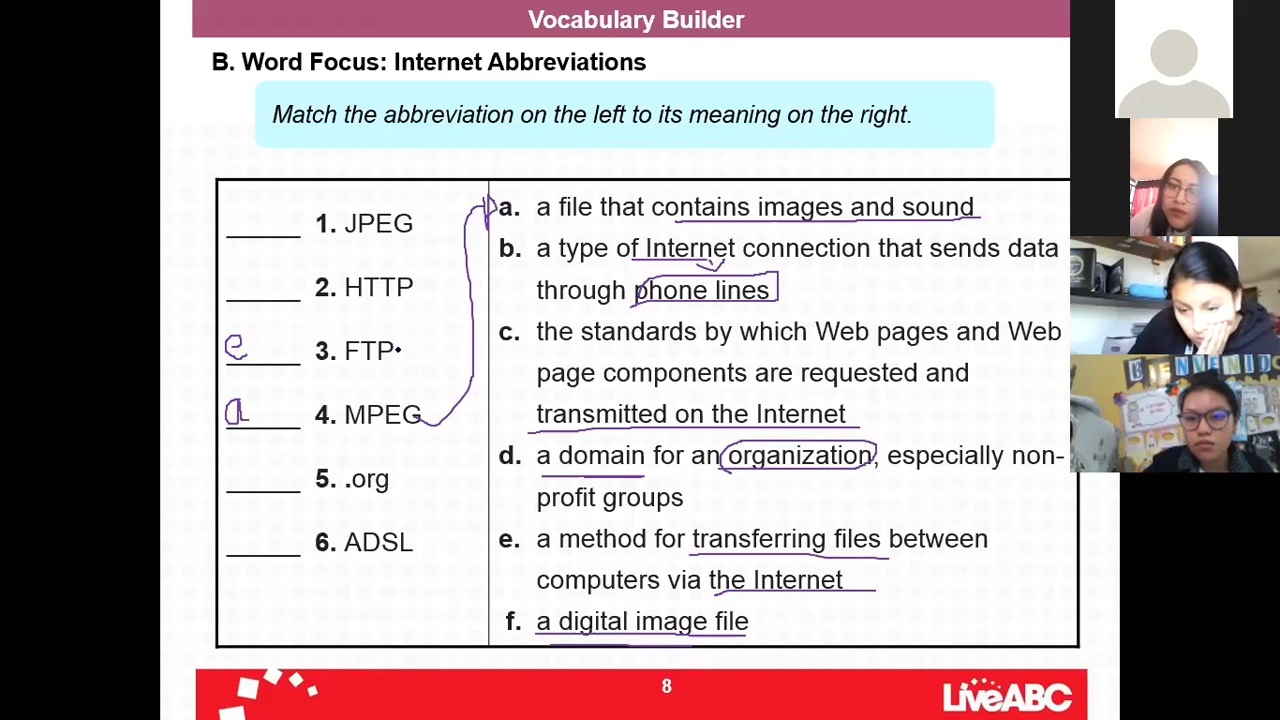 Vocabulary Builder
B. Word Focus: Internet Abbreviations
Match the abbreviation on the left to its meaning on the right.
1. JPEG
2. HTTP
e 3. FTP
a 4. MPEG
5. .org
6. ADSL
a. a file that contains images and sound
b. a type of Internet connection that sends data
through phone lines
c. the standards by which Web pages and Web
page components are requested and
transmitted on the Internet
d. a domain for an organization, especially non-
profit groups
e. a method for transferring files between
computers via the Internet
f. a digital image file
8
LiveABC